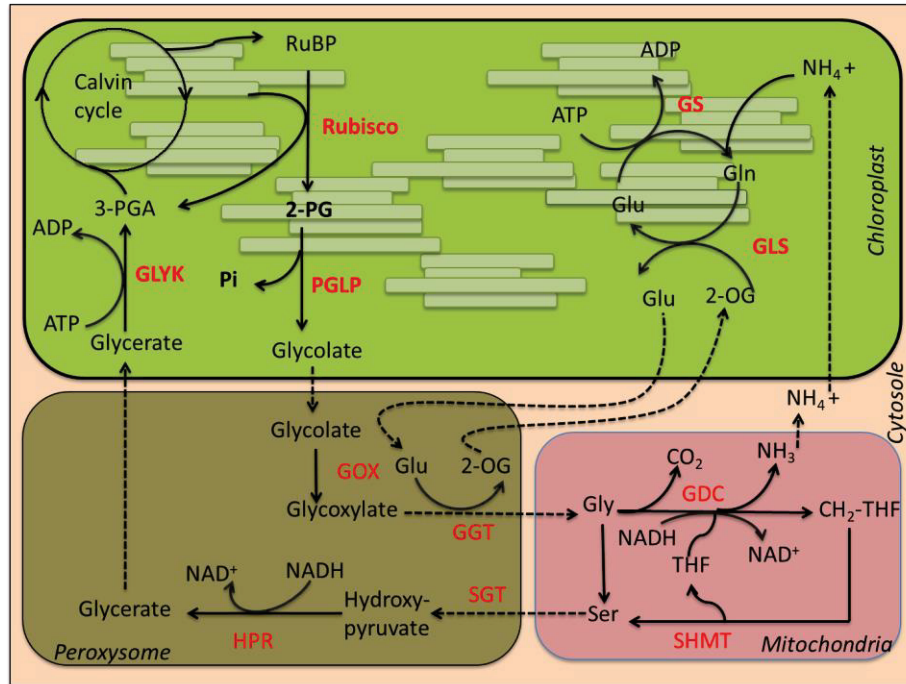 ADP
RuBP
NH4+
Calvin
cycle
GS
ATP
Rubisco
Gln
3-PGA
2-PG
Glu
Chloroplast
ADP
GLYK
Pi
PGLP
GLS
Glu
2-OG
ATP
Glycerate
Glycolate
NH4+
Cytosole
Glycolate
GOX
Glu
2-OG
CO2
NH3
Gly
GDC
CH2-THF
Glycoxylate
GGT
NADH
NAD+
THF
NAD+
NADH
SGT
Glycerate
Hydroxy-
pyruvate
Ser
HPR
SHMT
Mitochondria
Peroxysome